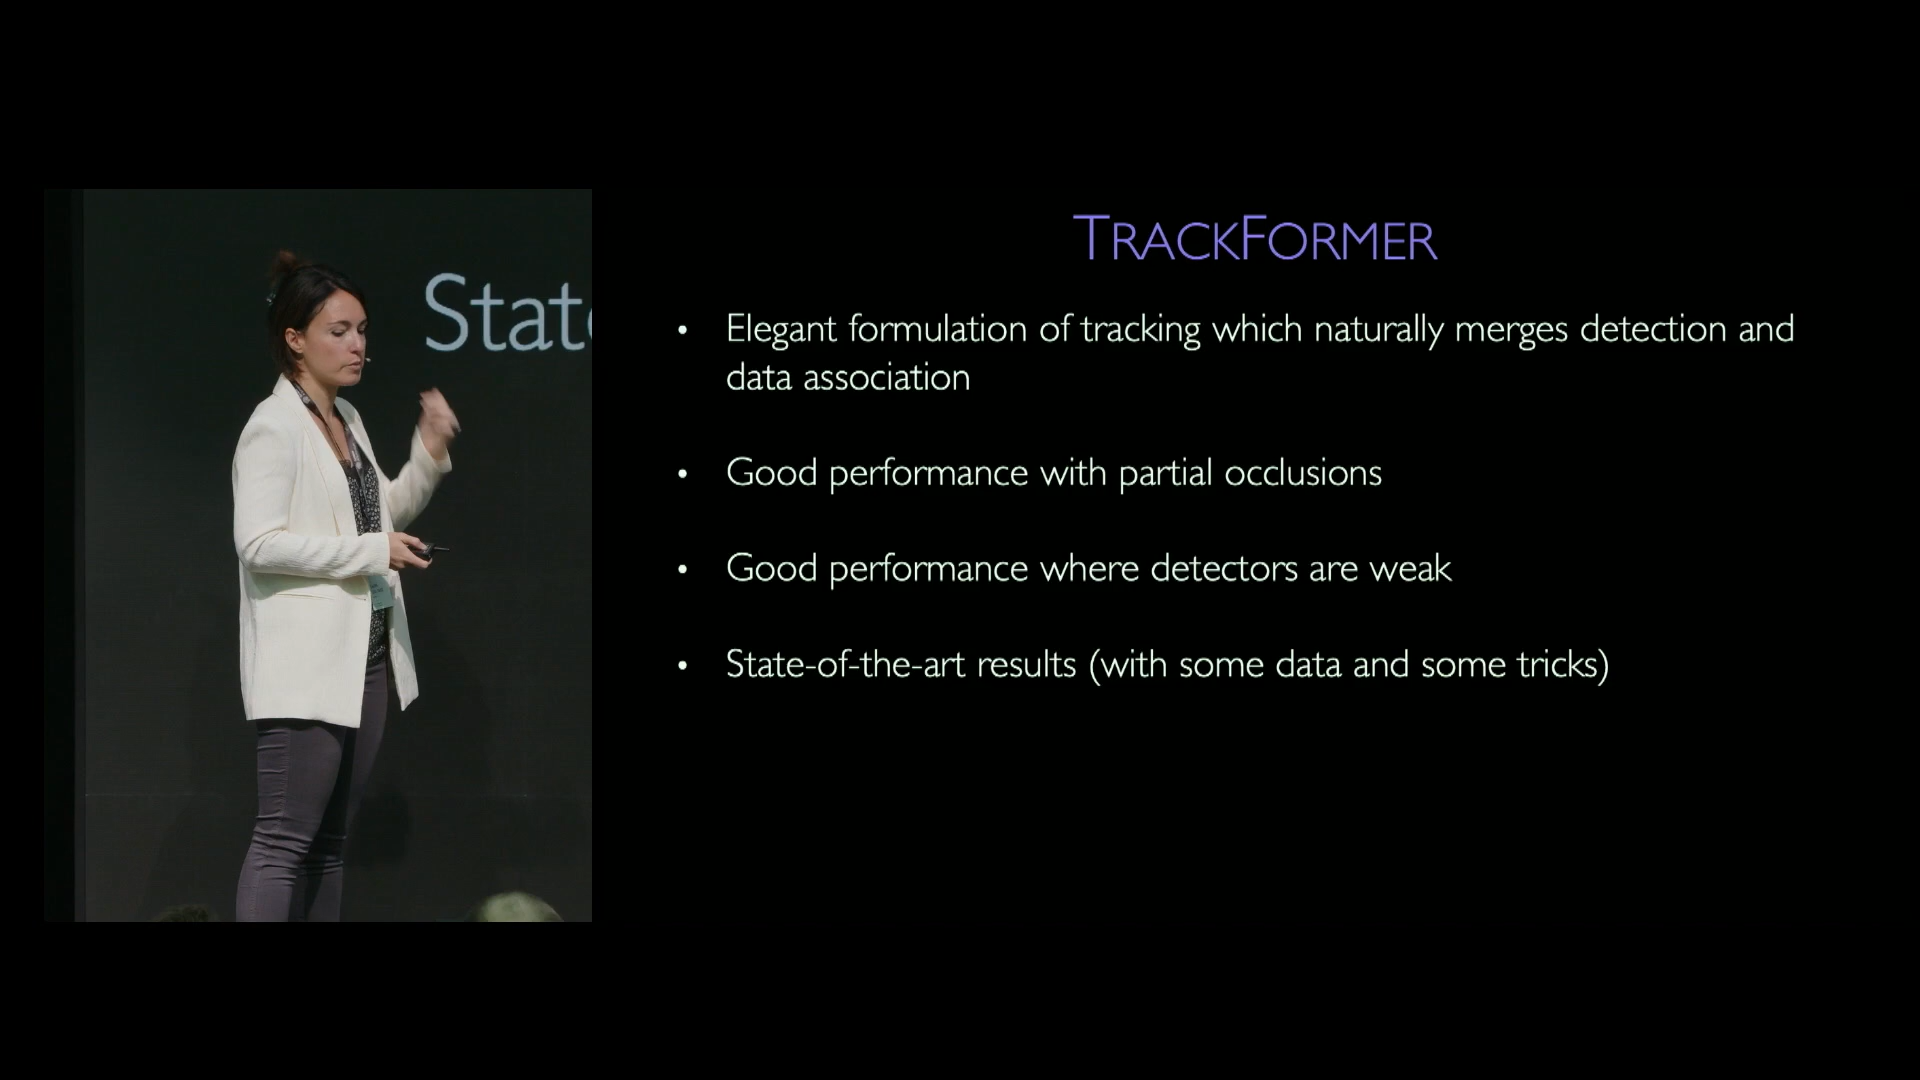 State
TRACKFORMER
• Elegant formulation of tracking which naturally merges detection and
data association
• Good performance with partial occlusions
• Good performance where detectors are weak
• State-of-the-art results (with some data and some tricks)